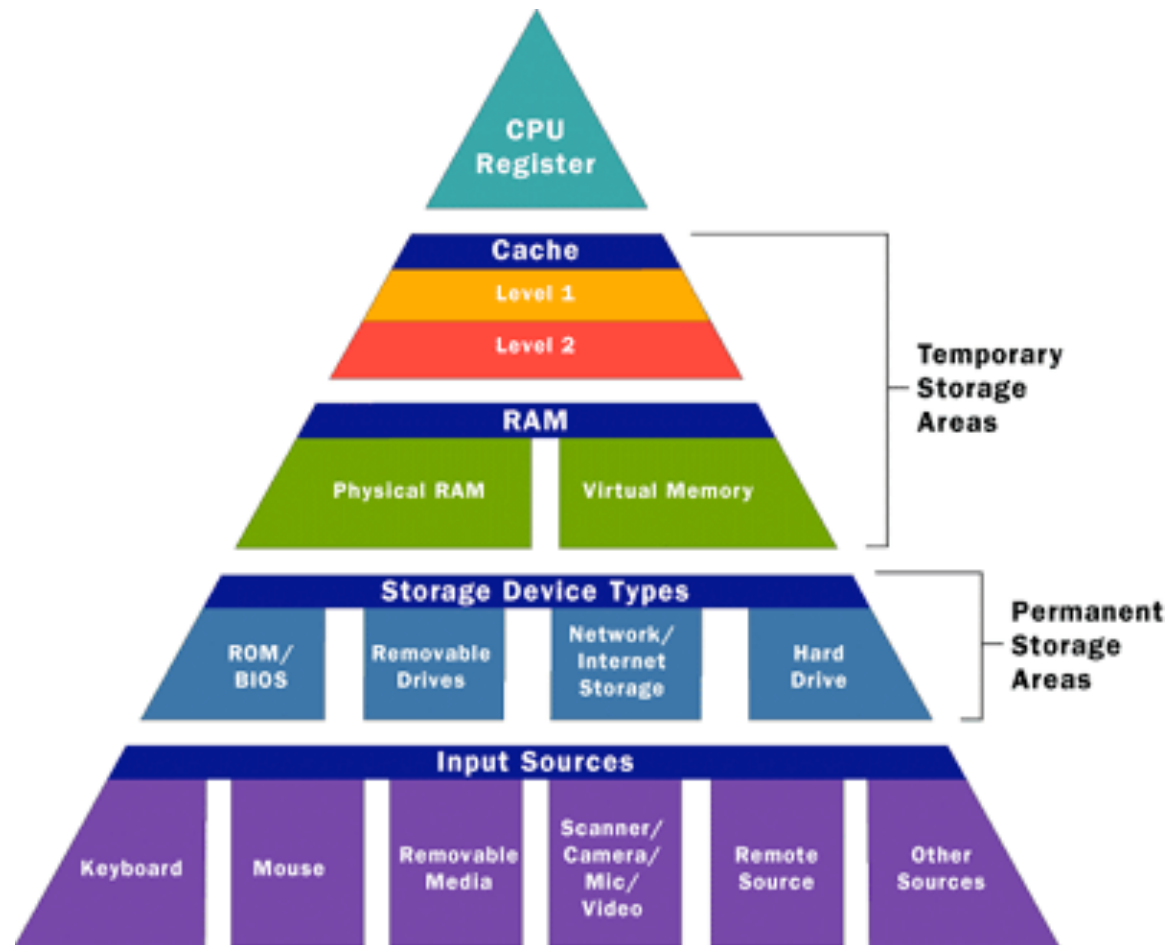 CPU
Register
Cache
Level 1
Level 2
Temporary
Storage
Areas
RAM
Physical RAM
Virtual Memory
Storage Device Types
ROM/
BIOS
Removable
Drives
Network/
Internet
Storage
Hard
Drive
Permanent
Storage
Areas
Input Sources
Keyboard
Mouse
Removable
Media
Scanner/
Camera/
Mic/
Video
Remote
Source
Other
Sources